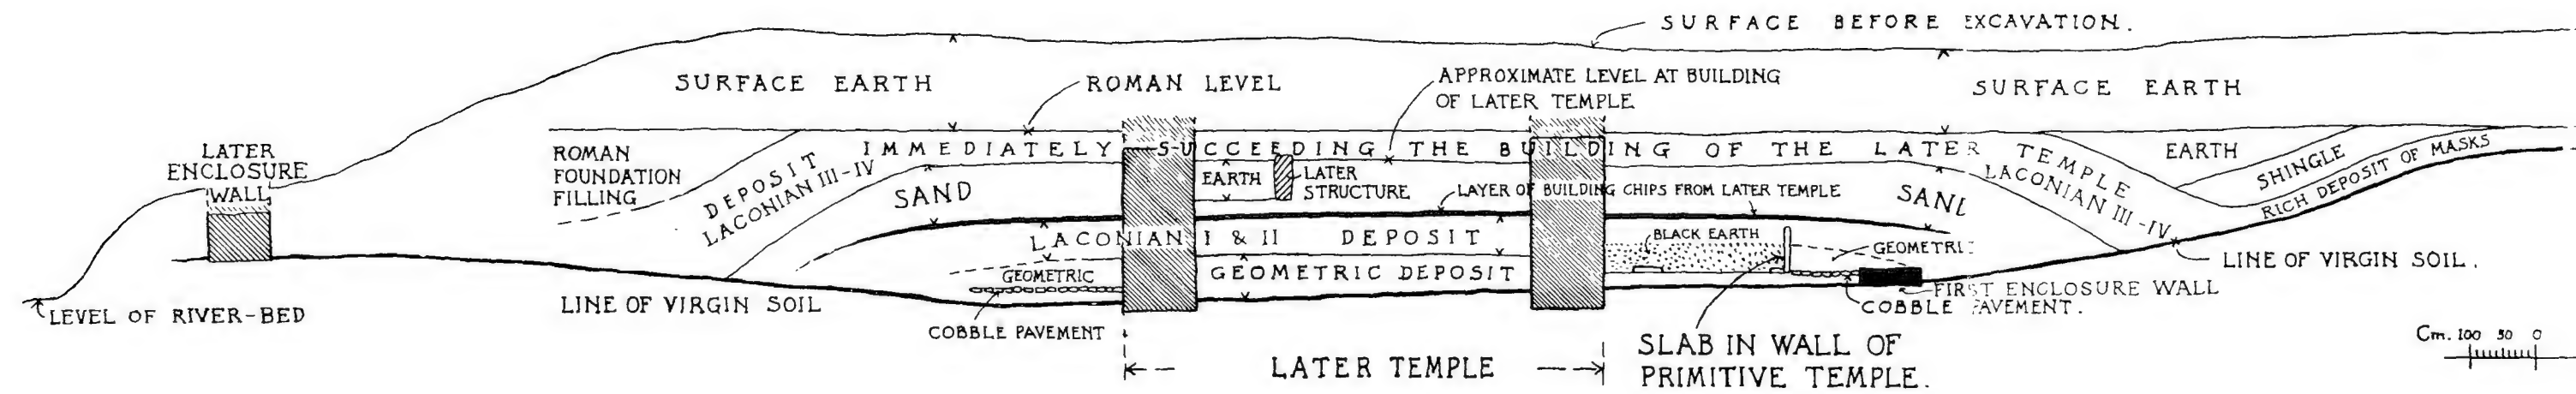 SURFACE BEFORE EXCAVATION.
SURFACE EARTH
ROMAN LEVEL
APPROXIMATE LEVEL AT BUILDING
OF LATER TEMPLE
SURFACE EARTH
LATER
ENCLOSURE
WALL
ROMAN
FOUNDATION
FILLING
DEPOSIT
LACONIAN III-IV
IMMEDIATELY SUCCEEDING THE BUILDING OF THE LATER TEMPLE
LACONIAN III-IV
EARTH
SHINGLE
RICH DEPOSIT OF MASKS
SAND
EARTH
LATER
STRUCTURE
LAYER OF BUILDING CHIPS FROM LATER TEMPLE
SAND
LACONIAN I & II DEPOSIT
BLACK EARTH
GEOMETRI
GEOMETRIC
GEOMETRIC DEPOSIT
LINE OF VIRGIN SOIL.
LEVEL OF RIVER-BED
LINE OF VIRGIN SOIL
COBBLE PAVEMENT
FIRST ENCLOSURE WALL
COBBLE PAVEMENT.
LATER TEMPLE
SLAB IN WALL OF
PRIMITIVE TEMPLE.
Cm. 100 50 0